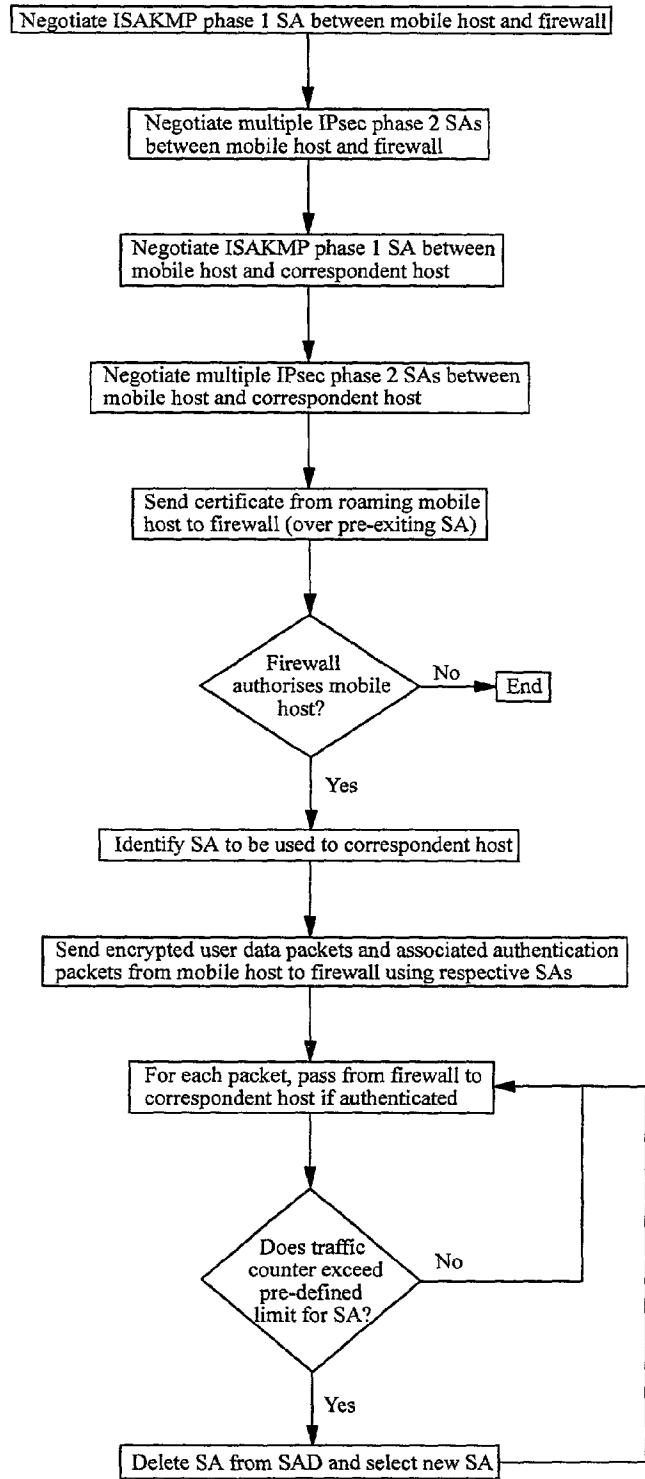 Negotiate ISAKMP phase 1 SA between mobile host and firewall
Negotiate multiple IPsec phase 2 SAs
between mobile host and firewall
Negotiate ISAKMP phase 1 SA between
mobile host and correspondent host
Negotiate multiple IPsec phase 2 SAs between
mobile host and correspondent host
Send certificate from roaming mobile
host to firewall (over pre-exiting SA)
Firewall
authorises mobile
host?
No
End
Yes
Identify SA to be used to correspondent host
Send encrypted user data packets and associated authentication
packets from mobile host to firewall using respective SAs
For each packet, pass from firewall to
correspondent host if authenticated
Does traffic
counter exceed
pre-defined
limit for SA?
No
Yes
Delete SA from SAD and select new SA